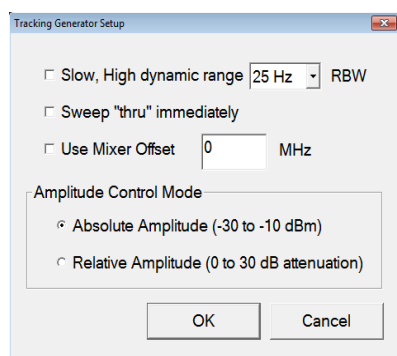 Tracking Generator Setup
Slow, High dynamic range 25 Hz RBW
Sweep "thru" immediately
Use Mixer Offset 0 MHz
Amplitude Control Mode
Absolute Amplitude (-30 to -10 dBm)
Relative Amplitude (0 to 30 dB attenuation)
OK Cancel